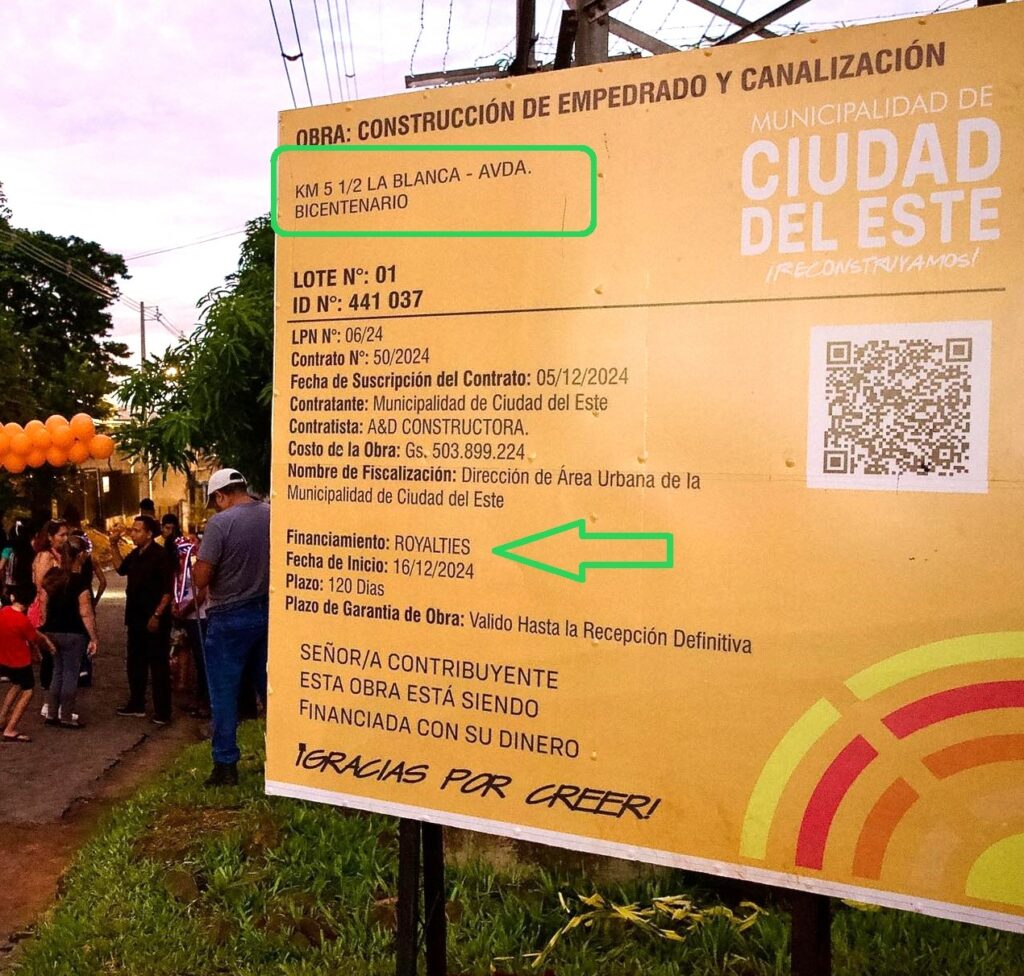 OBRA: CONSTRUCCIÓN DE EMPEDRADO Y CANALIZACIÓN
KM 5 1/2 LA BLANCA - AVDA.
BICENTENARIO
MUNICIPALIDAD DE
CIUDAD
DEL ESTE
¡RECONSTRUYAMOS!
LOTE N°: 01
ID N°: 441 037
LPN N°: 06/24
Contrato N°: 50/2024
Fecha de Suscripción del Contrato: 05/12/2024
Contratante: Municipalidad de Ciudad del Este
Contratista: A&D CONSTRUCTORA.
Costo de la Obra: Gs. 503.899.224
Nombre de Fiscalización: Dirección de Área Urbana de la
Municipalidad de Ciudad del Este
Financiamiento: ROYALTIES
Fecha de Inicio: 16/12/2024
Plazo: 120 Dias
Plazo de Garantia de Obra: Valido Hasta la Recepción Definitiva
SEÑOR/A CONTRIBUYENTE
ESTA OBRA ESTÁ SIENDO
FINANCIADA CON SU DINERO
¡GRACIAS POR CREER!